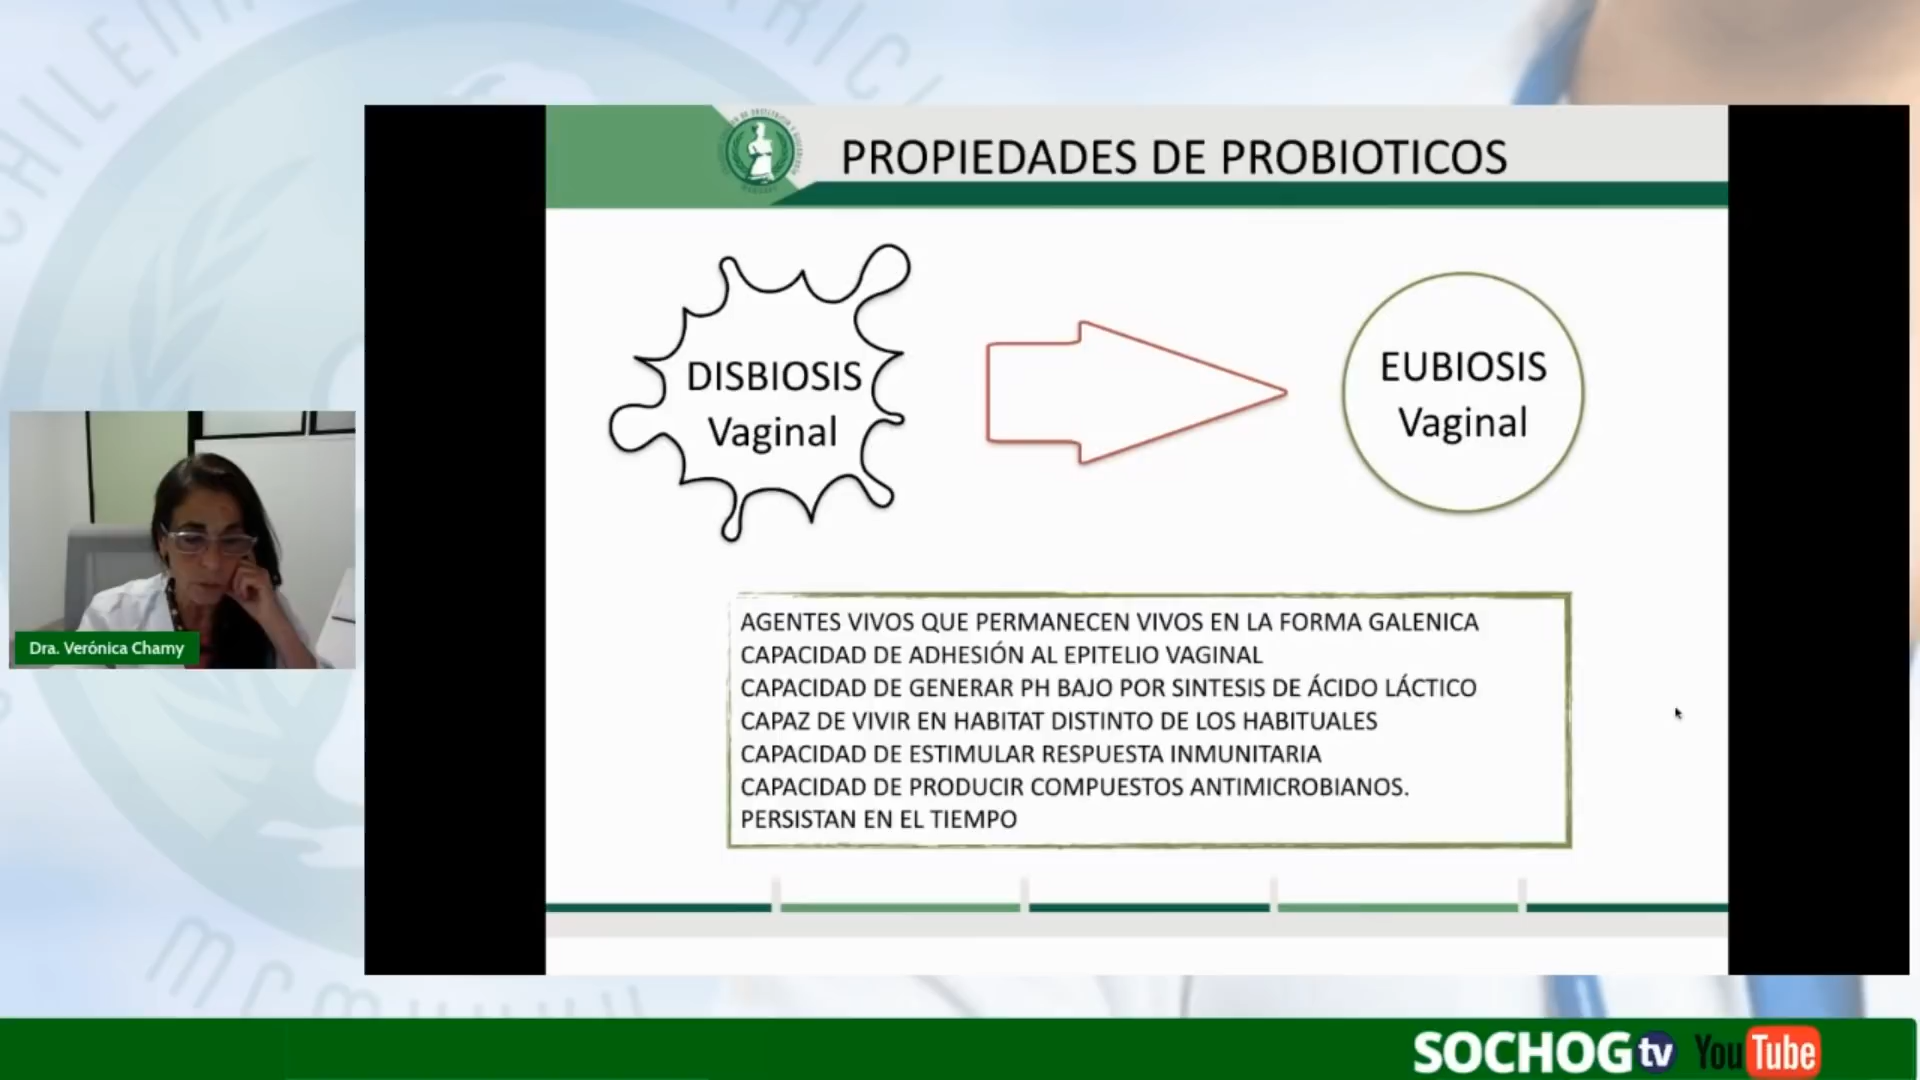 PROPIEDADES DE PROBIOTICOS
DISBIOSIS
Vaginal
EUBIOSIS
Vaginal
AGENTES VIVOS QUE PERMANECEN VIVOS EN LA FORMA GALENICA
CAPACIDAD DE ADHESIÓN AL EPITELIO VAGINAL
CAPACIDAD DE GENERAR PH BAJO POR SINTESIS DE ÁCIDO LÁCTICO
CAPAZ DE VIVIR EN HABITAT DISTINTO DE LOS HABITUALES
CAPACIDAD DE ESTIMULAR RESPUESTA INMUNITARIA
CAPACIDAD DE PRODUCIR COMPUESTOS ANTIMICROBIANOS.
PERSISTAN EN EL TIEMPO
Dra. Verónica Chamy
SOCHOG tv YouTube